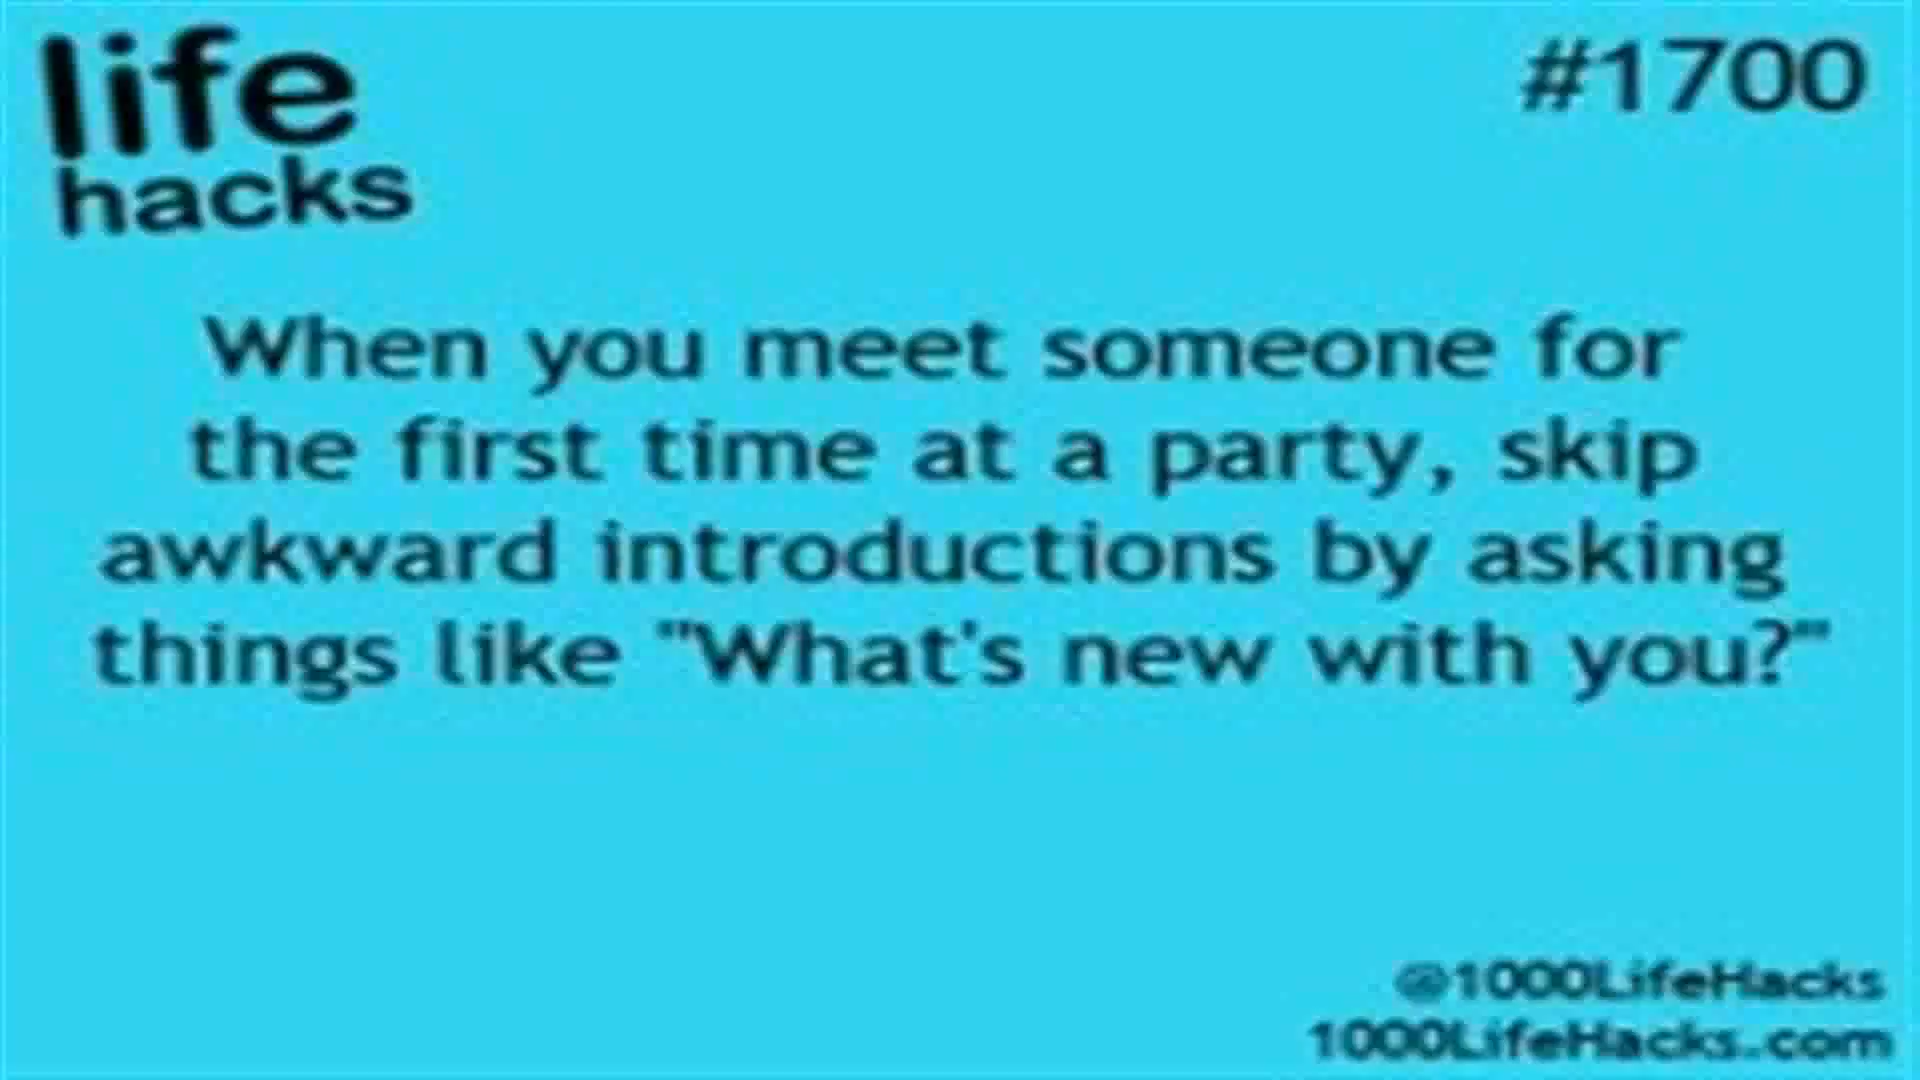 life
hacks
#1700
When you meet someone for
the first time at a party, skip
awkward introductions by asking
things like "What's new with you?"
@1000LifeHacks
1000LifeHacks.com